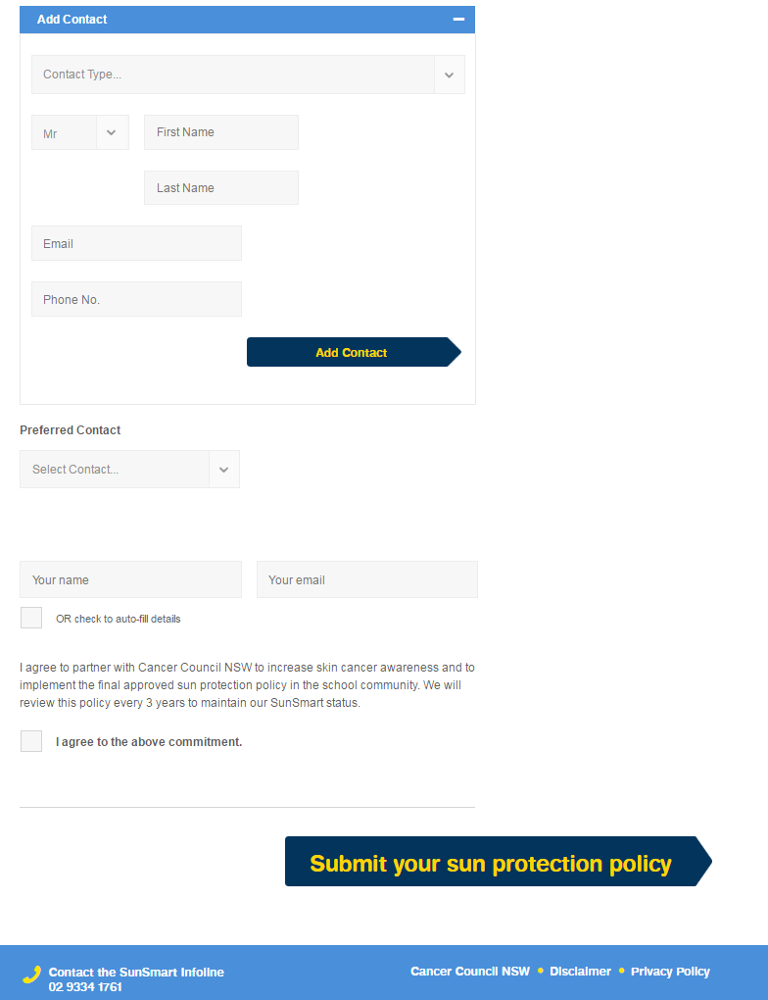 Add Contact
Contact Type...
Mr
First Name
Last Name
Email
Phone No.
Add Contact
Preferred Contact
Select Contact...
Your name
Your email
OR check to auto-fill details
I agree to partner with Cancer Council NSW to increase skin cancer awareness and to
implement the final approved sun protection policy in the school community. We will
review this policy every 3 years to maintain our SunSmart status.
I agree to the above commitment.
Submit your sun protection policy
Contact the SunSmart Infoline
02 9334 1761
Cancer Council NSW • Disclaimer • Privacy Policy